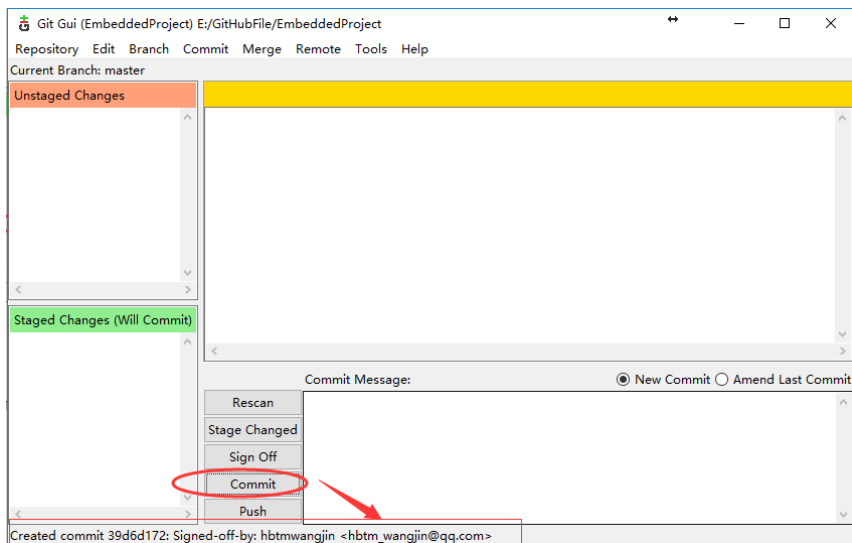 Git Gui (EmbeddedProject) E:/GitHubFile/EmbeddedProject
Repository Edit Branch Commit Merge Remote Tools Help
Current Branch: master
Unstaged Changes
Staged Changes (Will Commit)
Commit Message:
New Commit
Amend Last Commit
Rescan
Stage Changed
Sign Off
Commit
Push
Created commit 39d6d172: Signed-off-by: hbtmwangjin <hbtm_wangjin@qq.com>